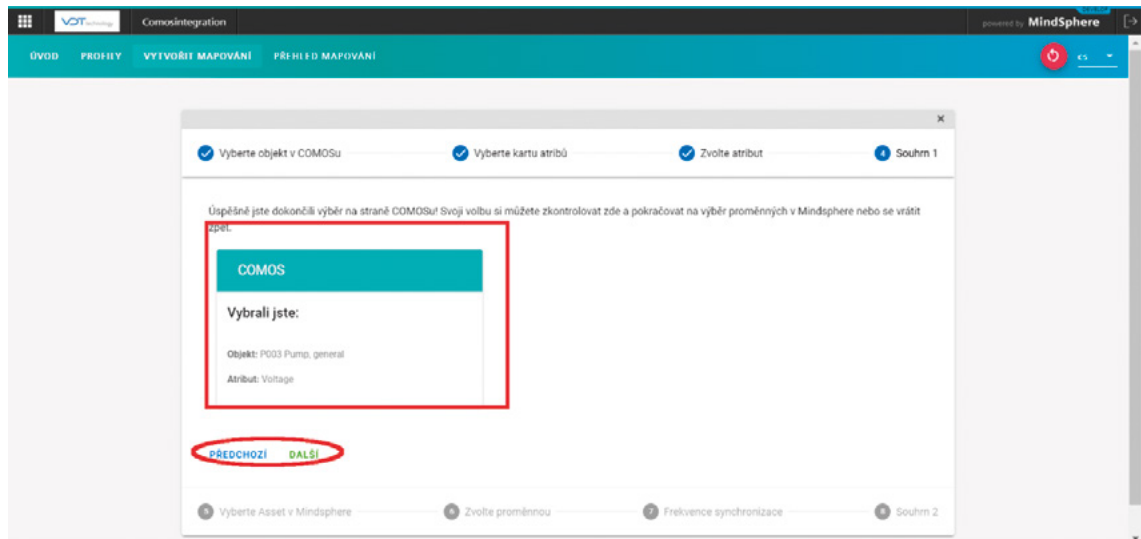 VDT technology
Comosintegration
powered by MindSphere
ÚVOD PROFILY VYTVOŘIT MAPOVÁNÍ PŘEHLED MAPOVÁNÍ
cs
Vyberte objekt v COMOSu Vyberte kartu atribů Zvolte atribut 4 Souhrn 1
Úspěšně jste dokončili výběr na straně COMOSu! Svoji volbu si můžete zkontrolovat zde a pokračovat na výběr proměnných v Mindsphere nebo se vrátit
zpět.
COMOS
Vybrali jste:
Objekt: P003 Pump, general
Atribut: Voltage
PŘEDCHOZÍ DALŠÍ
5 Vyberte Asset v Mindsphere 6 Zvolte proměnnou 7 Frekvence synchronizace 8 Souhrn 2